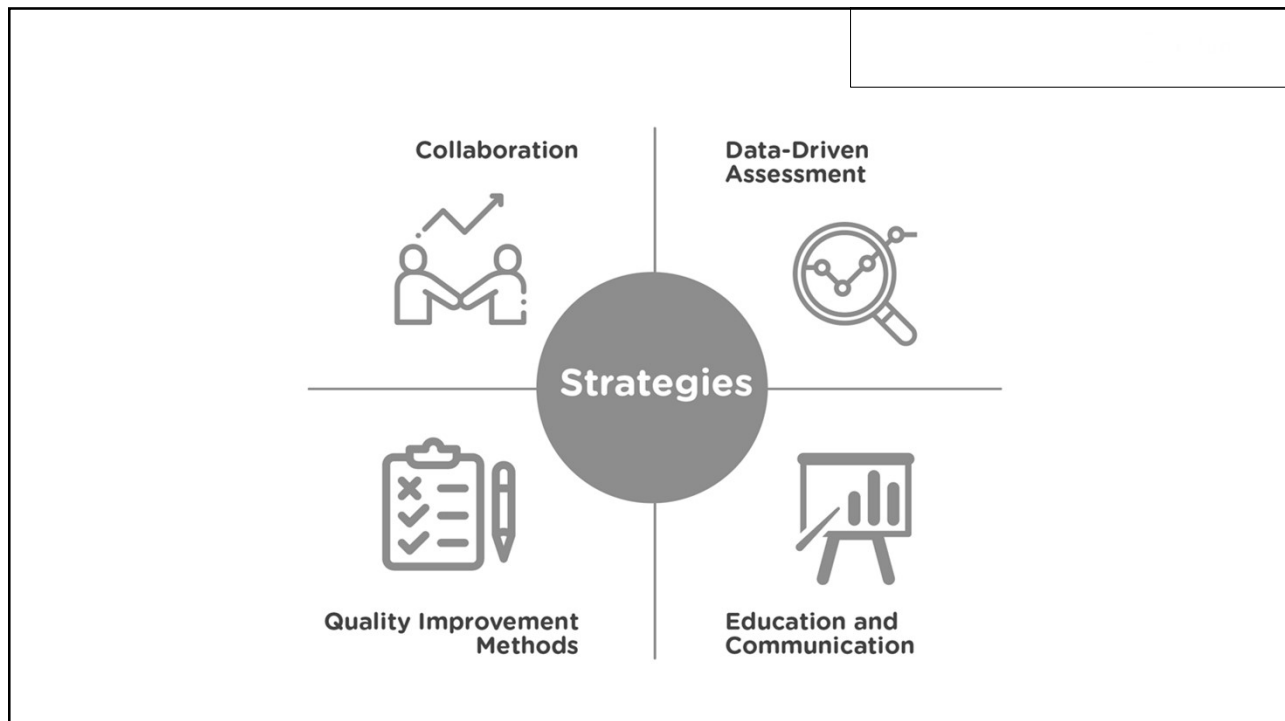 Collaboration
Data-Driven
Assessment
Strategies
Quality Improvement
Methods
Education and
Communication